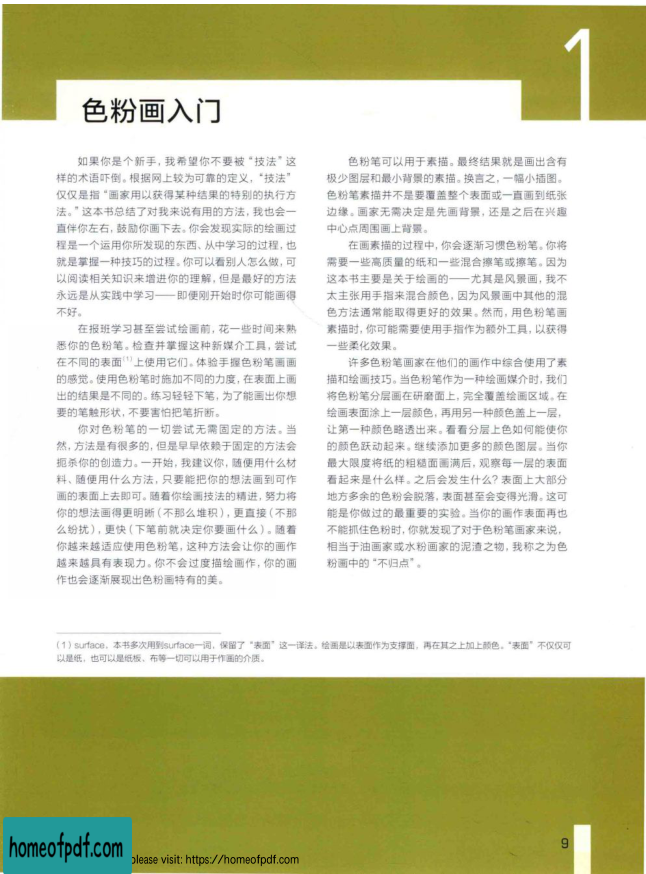 1
色粉画入门
如果你是个新手，我希望你不要被“技法”这
样的术语吓倒。根据网上较为可靠的定义，“技法”
仅仅是指“画家用以获得某种结果的特别的执行方
法。”这本书总结了对我来说有用的方法，我也会一
直伴你左右，鼓励你画下去。你会发现实际的绘画过
程是一个运用你所发现的东西、从中学习的过程，也
就是掌握一种技巧的过程。你可以看别人怎么做，可
以阅读相关知识来增进你的理解，但是最好的方法
永远是从实践中学习——即便刚开始时你可能画得
不好。
在报班学习甚至尝试绘画前，花一些时间来熟
悉你的色粉笔。检查并掌握这种新媒介工具，尝试
在不同的表面（1）上使用它们。体验手握色粉笔画画
的感觉。使用色粉笔时施加不同的力度，在表面上画
出的结果是不同的。练习轻轻下笔，为了能画出你想
要的笔触形状，不要害怕把笔折断。
你对色粉笔的一切尝试无需固定的方法。当
然，方法是有很多的，但是早早依赖于固定的方法会
扼杀你的创造力。一开始，我建议你，随便用什么材
料、随便用什么方法，只要能把你的想法画到可作
画的表面上去即可。随着你绘画技法的精进，努力将
你的想法画得更明晰（不那么堆积），更直接（不那
么纷扰），更快（下笔前就决定你要画什么）。随着
你越来越适应使用色粉笔，这种方法会让你的画作
越来越具有表现力。你不会过度描绘画作，你的画
作也会逐渐展现出色粉画特有的美。
色粉笔可以用于素描。最终结果就是画出含有
极少图层和最小背景的素描。换言之，一幅小插图。
色粉笔素描并不是要覆盖整个表面或一直画到纸张
边缘。画家无需决定是先画背景，还是之后在兴趣
中心点周围画上背景。
在画素描的过程中，你会逐渐习惯色粉笔。你将
需要一些高质量的纸和一些混合擦笔或擦笔。因为
这本书主要是关于绘画的——尤其是风景画，我不
太主张用手指来混合颜色，因为风景画中其他的混
色方法通常能取得更好的效果。然而，用色粉笔画
素描时，你可能需要使用手指作为额外工具，以获得
一些柔化效果。
许多色粉笔画家在他们的画作中综合使用了素
描和绘画技巧。当色粉笔作为一种绘画媒介时，我们
将色粉笔分层画在研磨面上，完全覆盖绘画区域。在
绘画表面涂上一层颜色，再用另一种颜色盖上一层，
让第一种颜色略透出来。看看分层上色如何能使你
的颜色跃动起来。继续添加更多的颜色图层。当你
最大限度将纸的粗糙面画满后，观察每一层的表面
看起来是什么样。之后会发生什么？表面上大部分
地方多余的色粉会脱落，表面甚至会变得光滑。这可
能是你做过的最重要的实验。当你的画作表面再也
不能抓住色粉时，你就发现了对于色粉笔画家来说，
相当于油画家或水粉画家的泥渣之物，我称之为色
粉画中的“不归点”。
（1）surface，本书多次用到surface一词，保留了“表面”这一译法。绘画是以表面作为支撑面，再在其之上加上颜色。“表面”不仅仅可
以是纸，也可以是纸板、布等一切可以用于作画的介质。
9
homeofpdf.com
please visit: https://homeofpdf.com